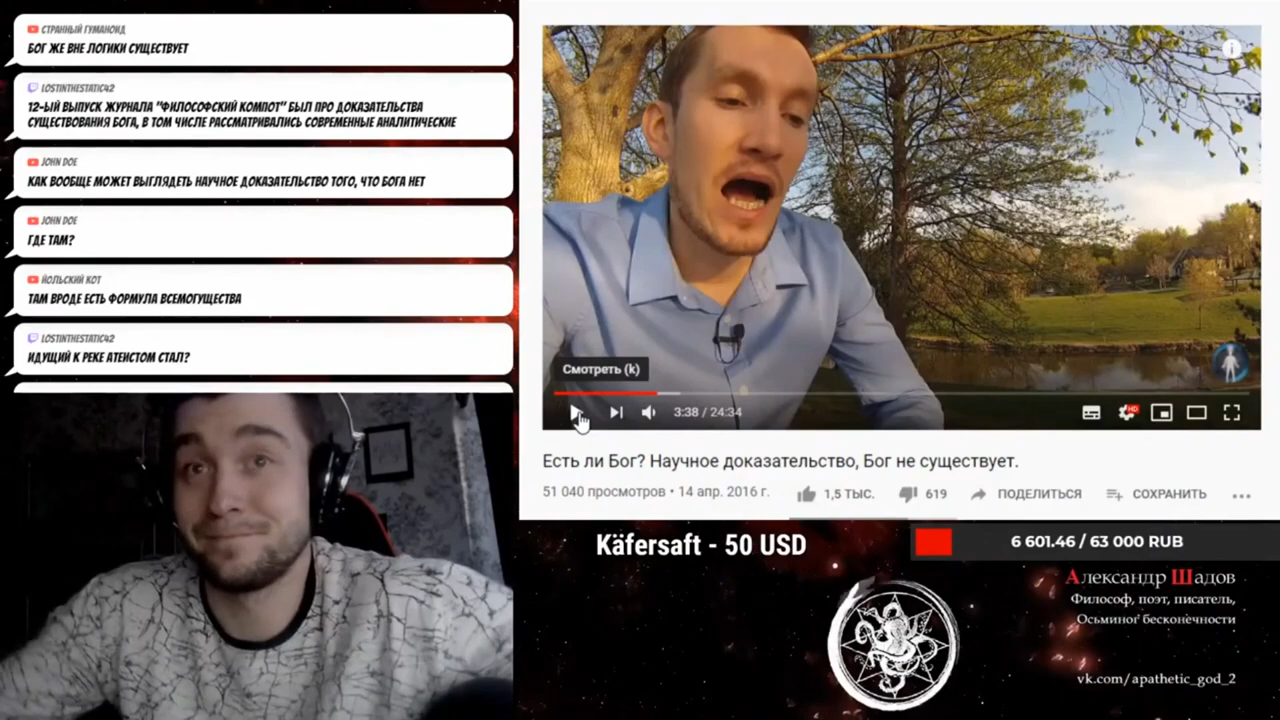 СТРАННЫЙ ГУМАНОИД
БОГ ЖЕ ВНЕ ЛОГИКИ СУЩЕСТВУЕТ
LOSTINTHESTATIC42
12-ЫЙ ВЫПУСК ЖУРНАЛА "ФИЛОСОФСКИЙ КОМПОТ" БЫЛ ПРО ДОКАЗАТЕЛЬСТВА
СУЩЕСТВОВАНИЯ БОГА, В ТОМ ЧИСЛЕ РАССМАТРИВАЛИСЬ СОВРЕМЕННЫЕ АНАЛИТИЧЕСКИЕ
JOHN DOE
КАК ВООБЩЕ МОЖЕТ ВЫГЛЯДЕТЬ НАУЧНОЕ ДОКАЗАТЕЛЬСТВО ТОГО, ЧТО БОГА НЕТ
JOHN DOE
ГДЕ ТАМ?
ЙОЛЬСКИЙ КОТ
ТАМ ВРОДЕ ЕСТЬ ФОРМУЛА ВСЕМОГУЩЕСТВА
LOSTINTHESTATIC42
ИДУЩИЙ К РЕКЕ АТЕИСТОМ СТАЛ?
Смотреть (k)
3:38 / 24:34
HD
Есть ли Бог? Научное доказательство, Бог не существует.
51 040 просмотров • 14 апр. 2016 г.
1,5 ТЫС.
619
ПОДЕЛИТЬСЯ
СОХРАНИТЬ
Käfersaft - 50 USD
6 601.46 / 63 000 RUB
Александр Шадов
Философ, поэт, писатель,
Осьминог бесконечности
vk.com/apathetic_god_2